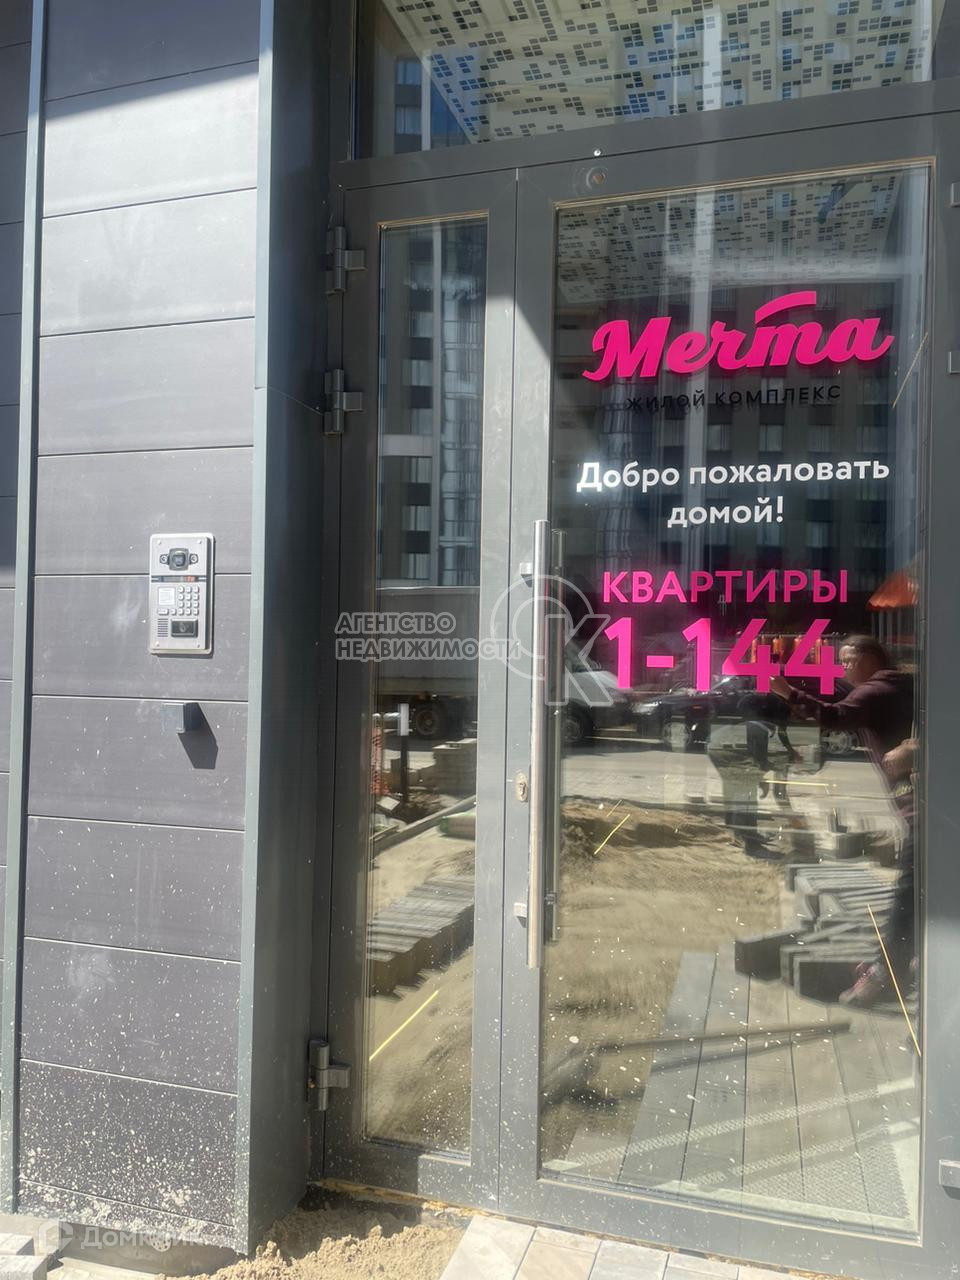 Мечта
ЖИЛОЙ КОМПЛЕКС
Добро пожаловать
домой!
КВАРТИРЫ
1-144
АГЕНТСТВО
НЕДВИЖИМОСТИ
Домклик